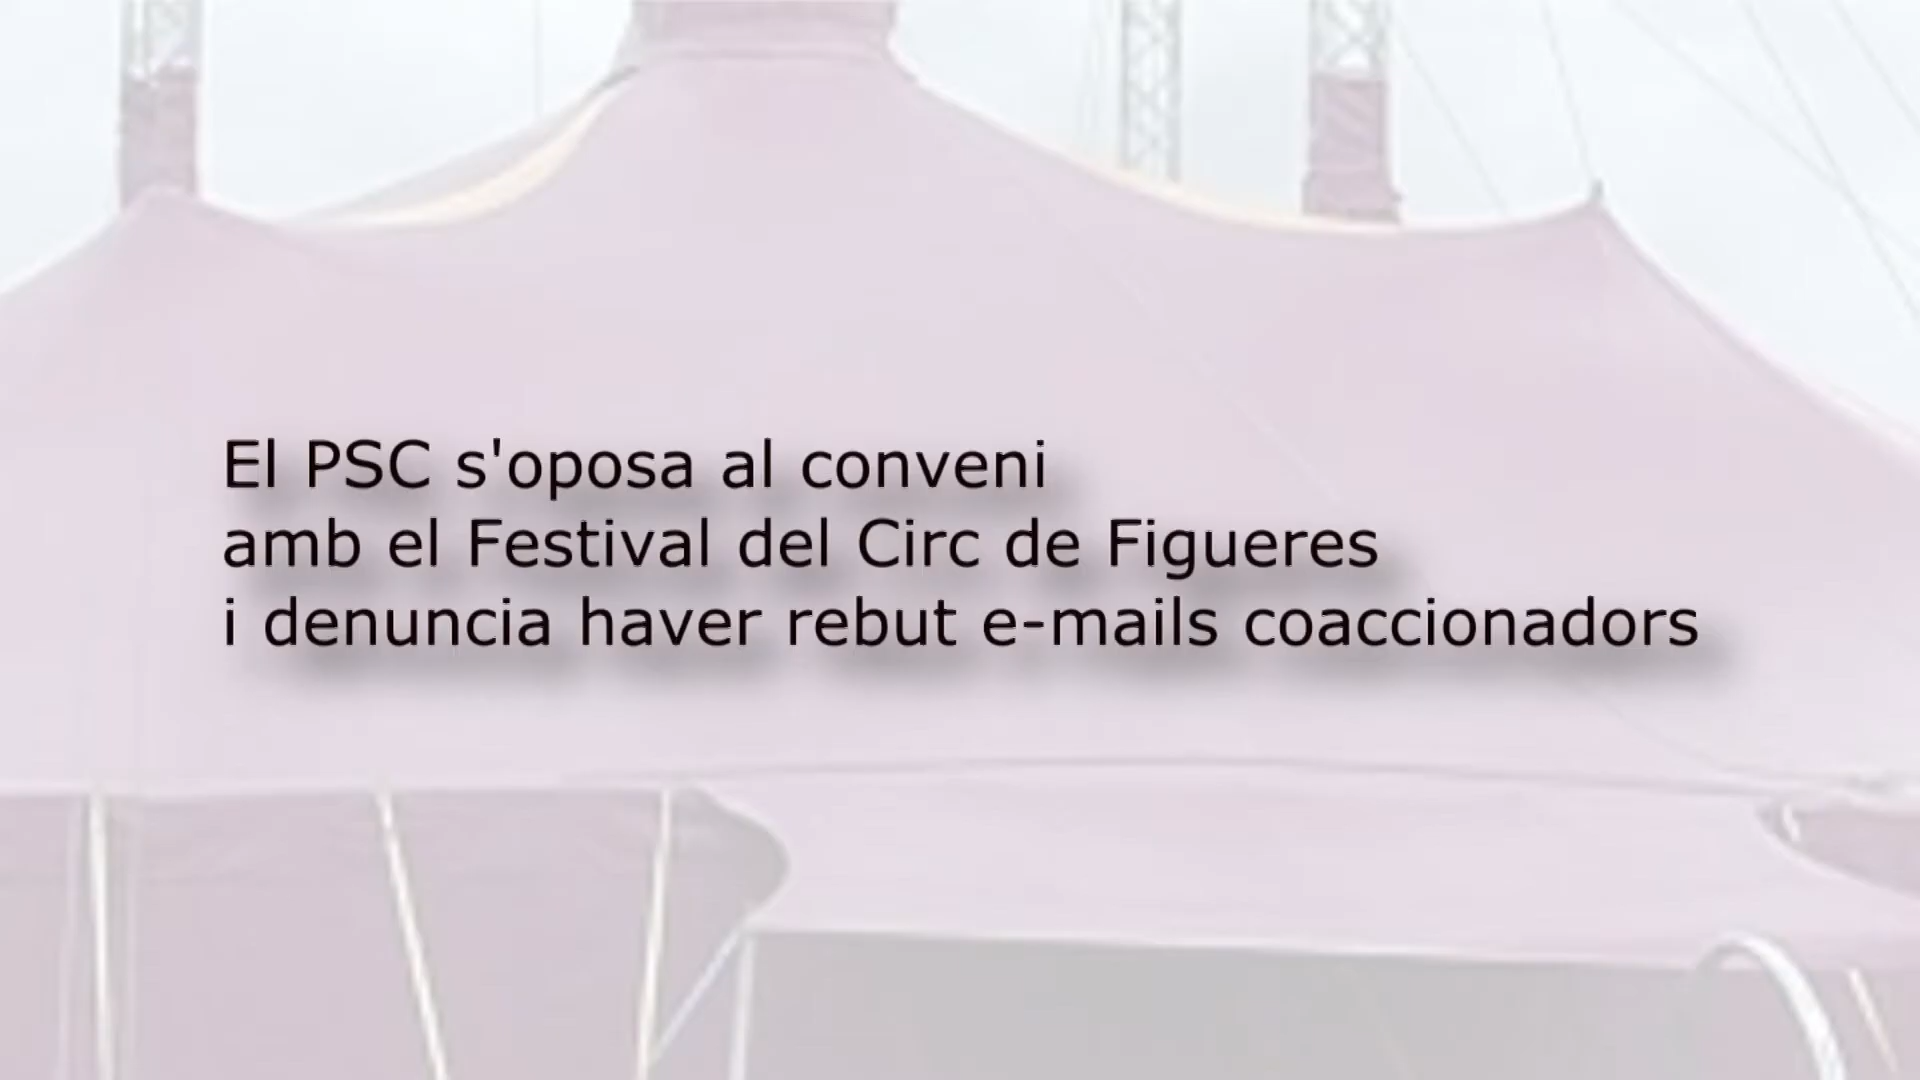 El PSC s'oposa al conveni
amb el Festival del Circ de Figueres
i denuncia haver rebut e-mails coaccionadors